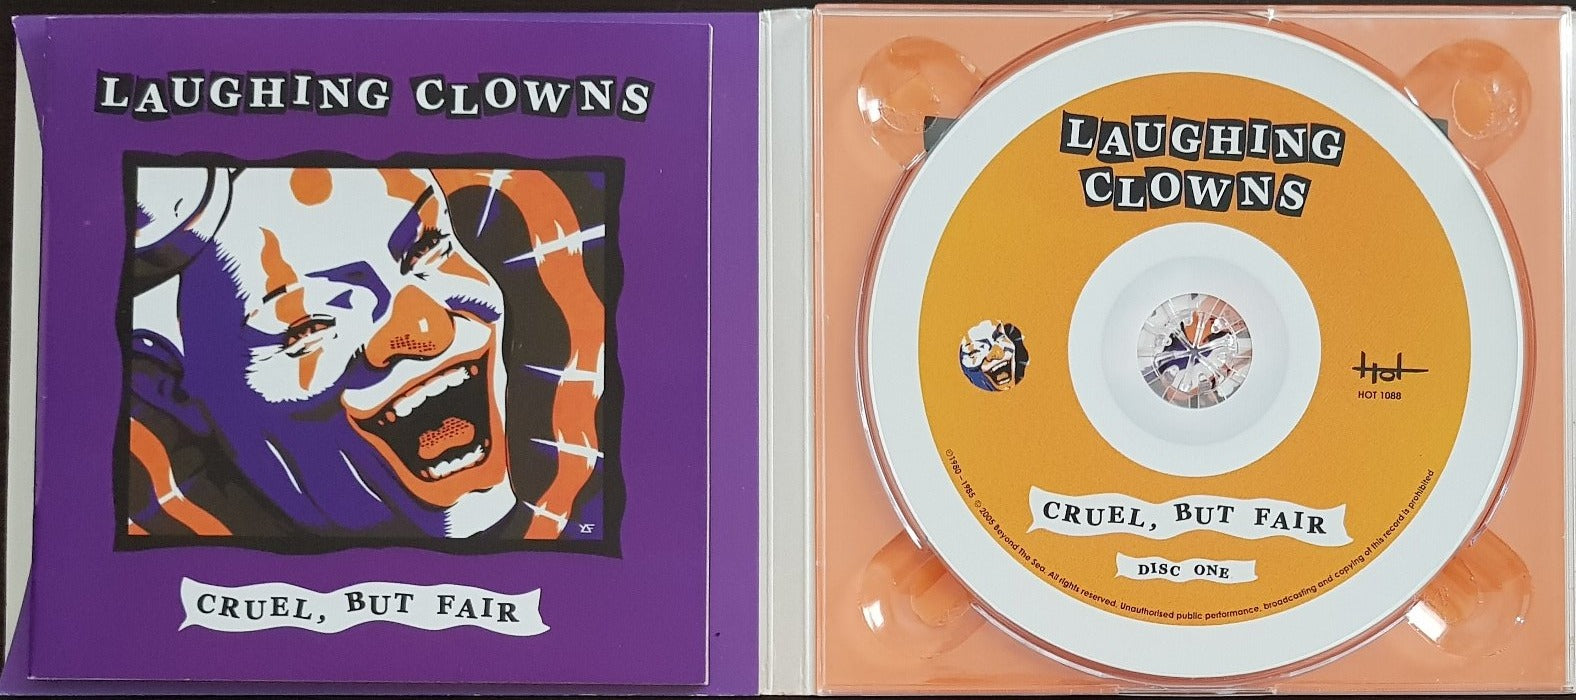 LAUGHING CLOWNS
CRUEL, BUT FAIR
LAUGHING
CLOWNS
Hot
HOT 1088
CRUEL, BUT FAIR
DISC ONE
℗1980 – 1985 © 2005 Beyond The Sea. All rights reserved. Unauthorised public performance, broadcasting and copying of this record is prohibited